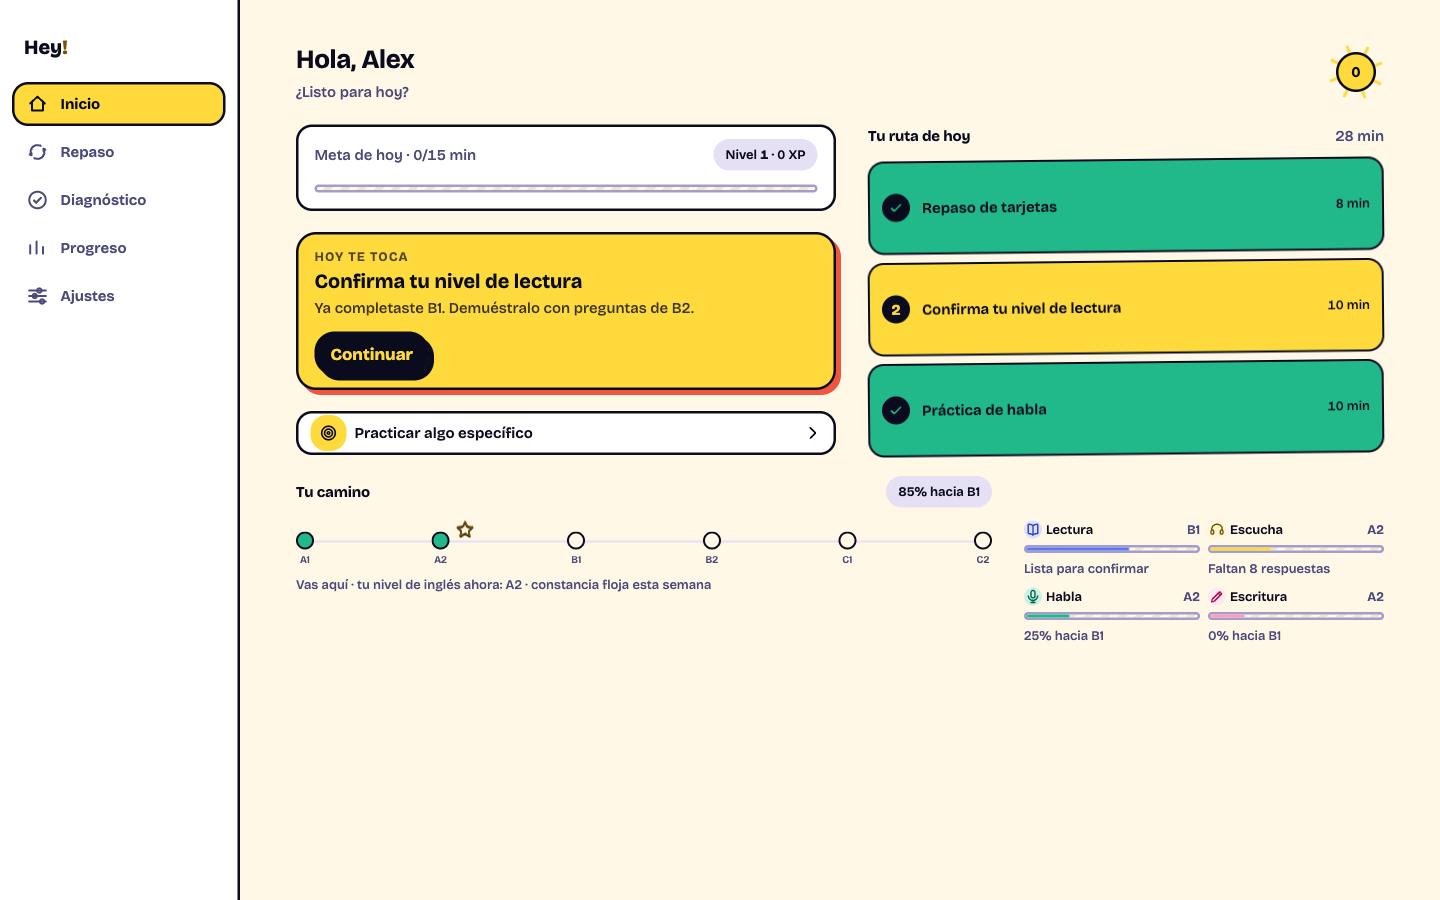 Hey!
Inicio
Repaso
Diagnóstico
Progreso
Ajustes
Hola, Alex
¿Listo para hoy?
0
Meta de hoy · 0/15 min
Nivel 1 · 0 XP
HOY TE TOCA
Confirma tu nivel de lectura
Ya completaste B1. Demuéstralo con preguntas de B2.
Continuar
Practicar algo específico
Tu ruta de hoy
28 min
Repaso de tarjetas
8 min
2
Confirma tu nivel de lectura
10 min
Práctica de habla
10 min
Tu camino
85% hacia B1
A1
A2
B1
B2
C1
C2
Vas aquí · tu nivel de inglés ahora: A2 · constancia floja esta semana
Lectura
B1
Lista para confirmar
Escucha
A2
Faltan 8 respuestas
Habla
A2
25% hacia B1
Escritura
A2
0% hacia B1